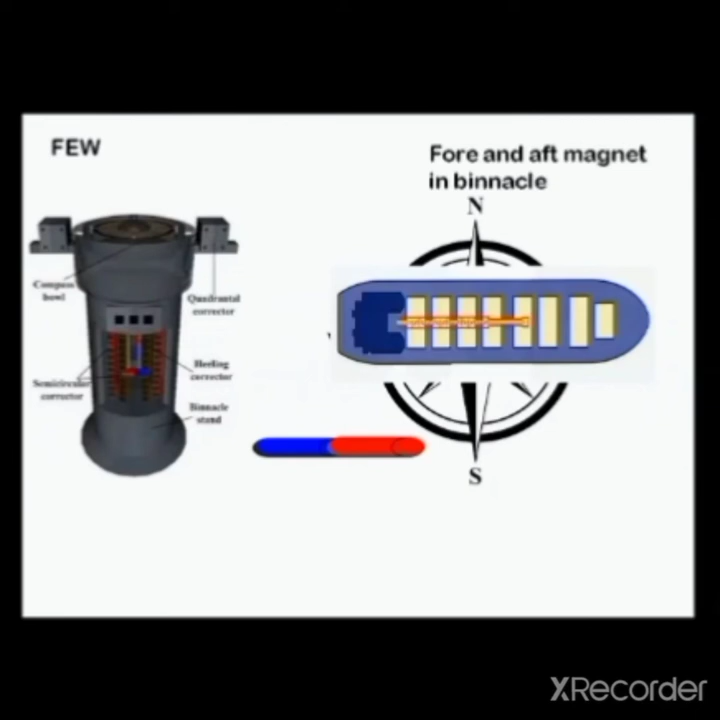 FEW
Fore and aft magnet
in binnacle
N
Compass
bowl
Quadrantal
corrector
Heeling
corrector
Semicircular
corrector
Binnacle
stand
S
XRecorder